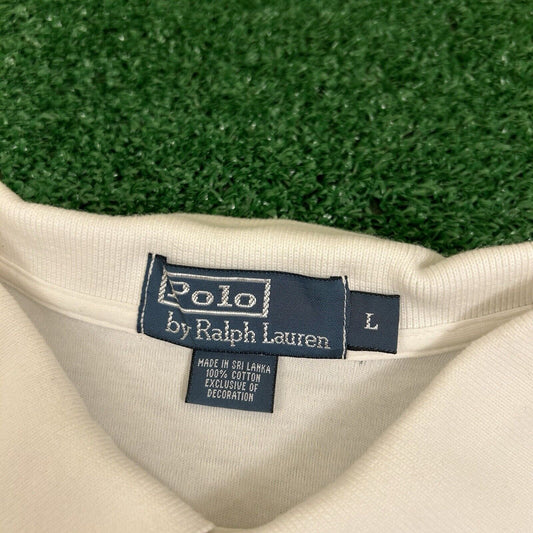 Polo
by Ralph Lauren
L
MADE IN SRI LANKA
100% COTTON
EXCLUSIVE OF
DECORATION